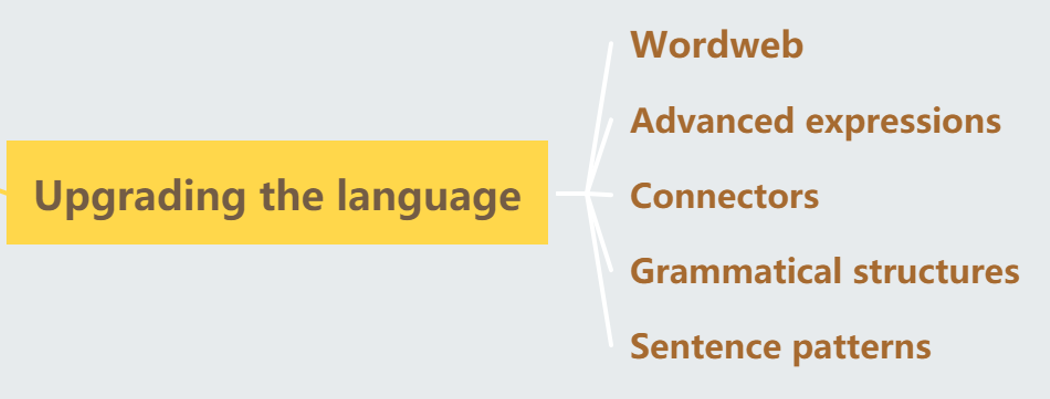 Wordweb
Advanced expressions
Upgrading the language
Connectors
Grammatical structures
Sentence patterns